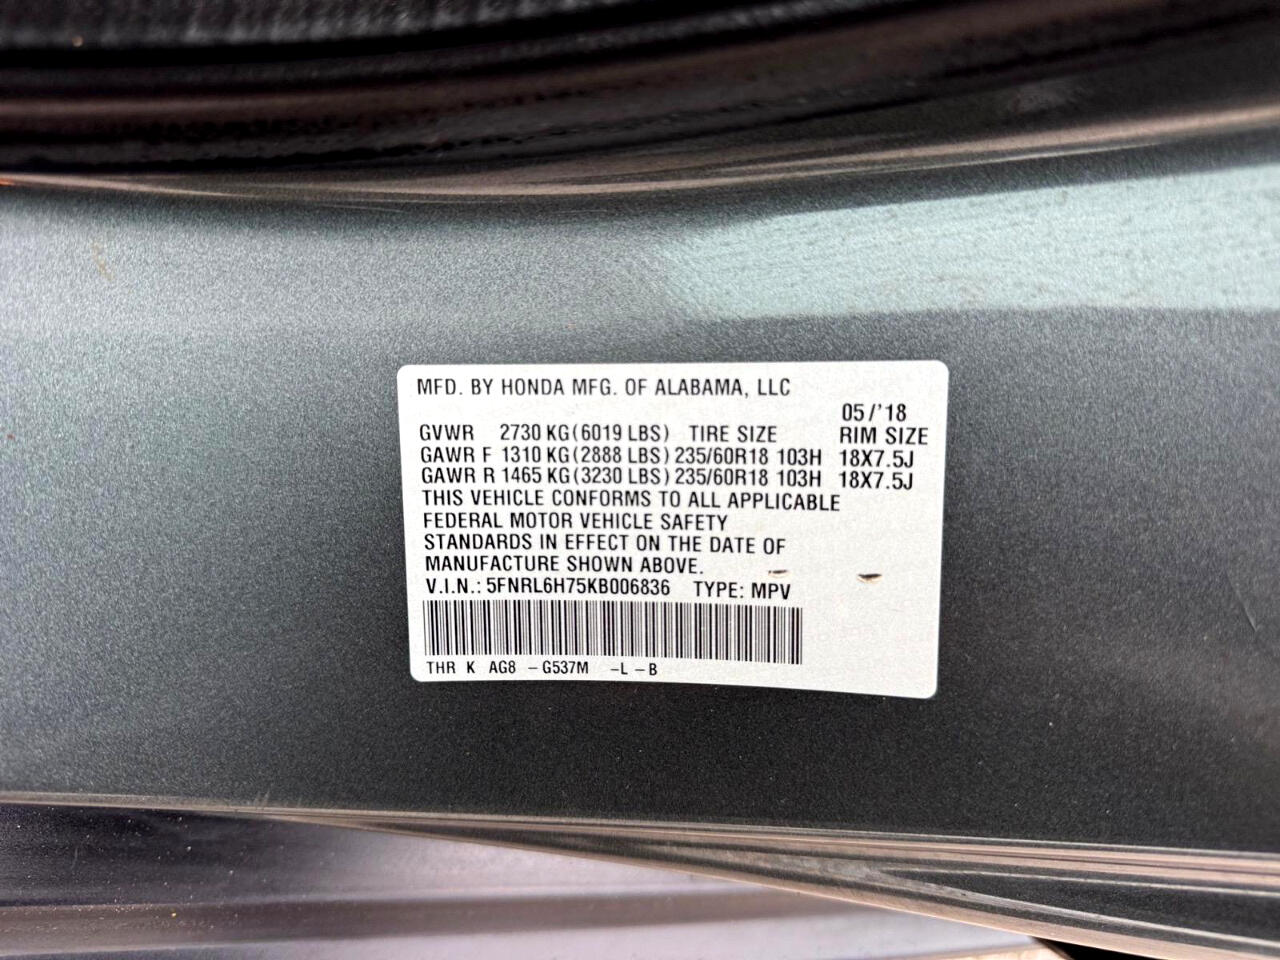 MFD. BY HONDA MFG. OF ALABAMA, LLC
05/'18
GVWR 2730 KG(6019 LBS) TIRE SIZE RIM SIZE
GAWR F 1310 KG(2888 LBS) 235/60R18 103H 18X7.5J
GAWR R 1465 KG(3230 LBS) 235/60R18 103H 18X7.5J
THIS VEHICLE CONFORMS TO ALL APPLICABLE
FEDERAL MOTOR VEHICLE SAFETY
STANDARDS IN EFFECT ON THE DATE OF
MANUFACTURE SHOWN ABOVE.
V.I.N.: 5FNRL6H75KB006836 TYPE: MPV
THR K AG8 -G537M -L -B